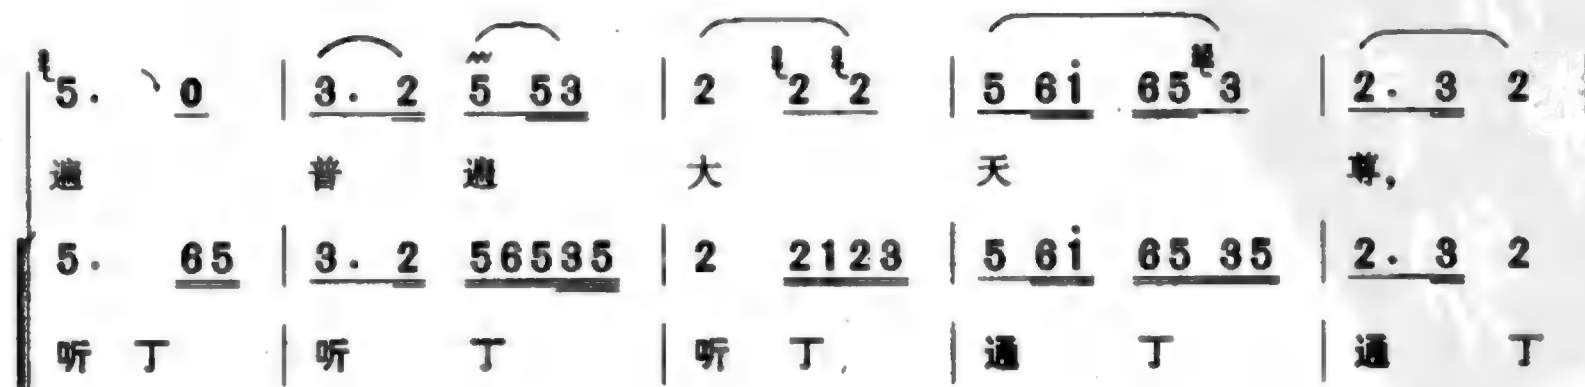 5. 0 | 3. 2 5 53 | 2 2 2 | 5 61 65 3 | 2. 3 2
遍 普 遍 大 天 尊,
5. 65 | 3. 2 56535 | 2 2123 | 5 61 65 35 | 2. 3 2
听 丁 | 听 丁 | 听 丁 | 通 丁 | 通 丁